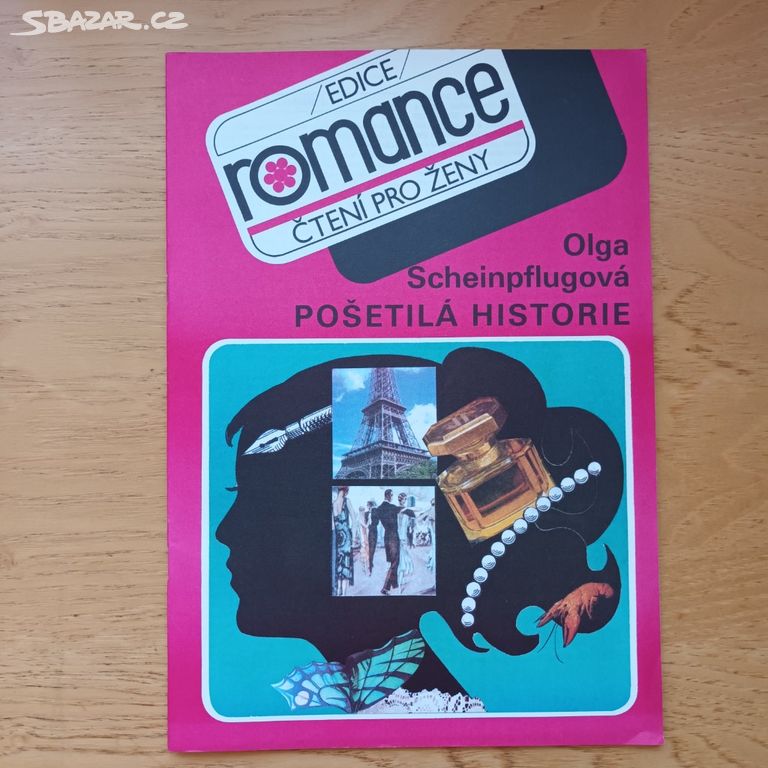 SBAZAR.CZ
EDICE
romance
ČTENÍ PRO ŽENY
Olga
Scheinpflugová
POŠETILÁ HISTORIE